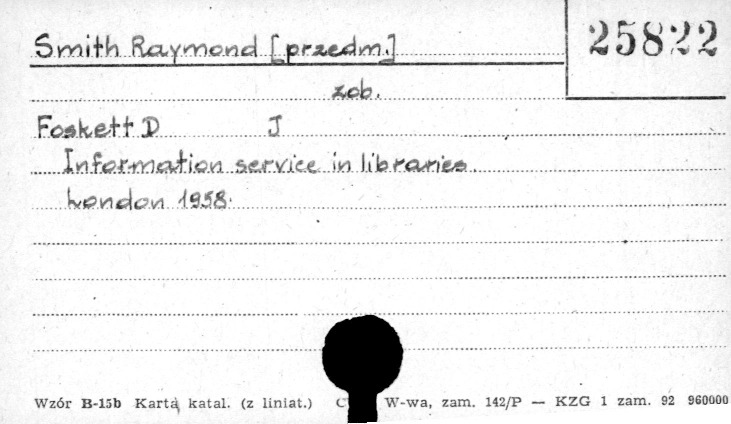 Smith Raymond [przedm.]
25822
zob.
Foskett D J
Information service in libraries.
London 1958.
Wzór B-15b Karta katal. (z liniat.) C W-wa, zam. 142/P — KZG 1 zam. 92 960000